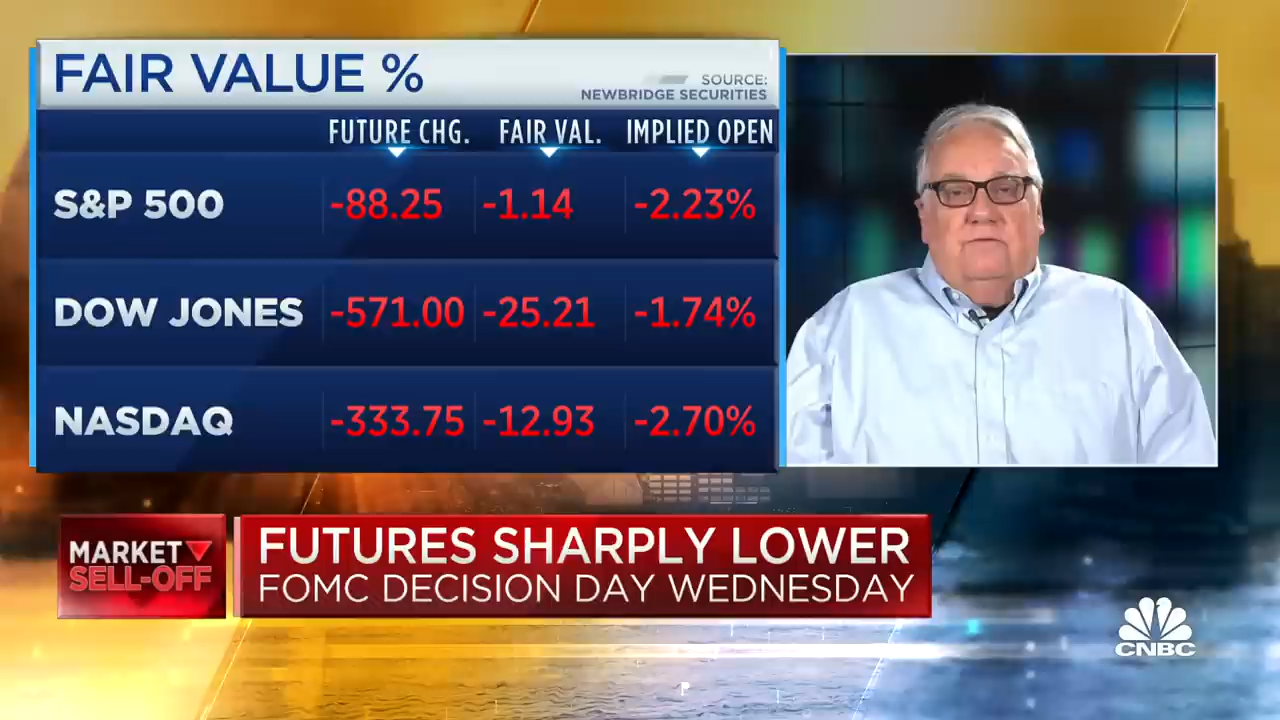 FAIR VALUE %
SOURCE:
NEWBRIDGE SECURITIES
FUTURE CHG. FAIR VAL. IMPLIED OPEN
S&P 500 -88.25 -1.14 -2.23%
DOW JONES -571.00 -25.21 -1.74%
NASDAQ -333.75 -12.93 -2.70%
MARKET
SELL-OFF
FUTURES SHARPLY LOWER
FOMC DECISION DAY WEDNESDAY
CNBC